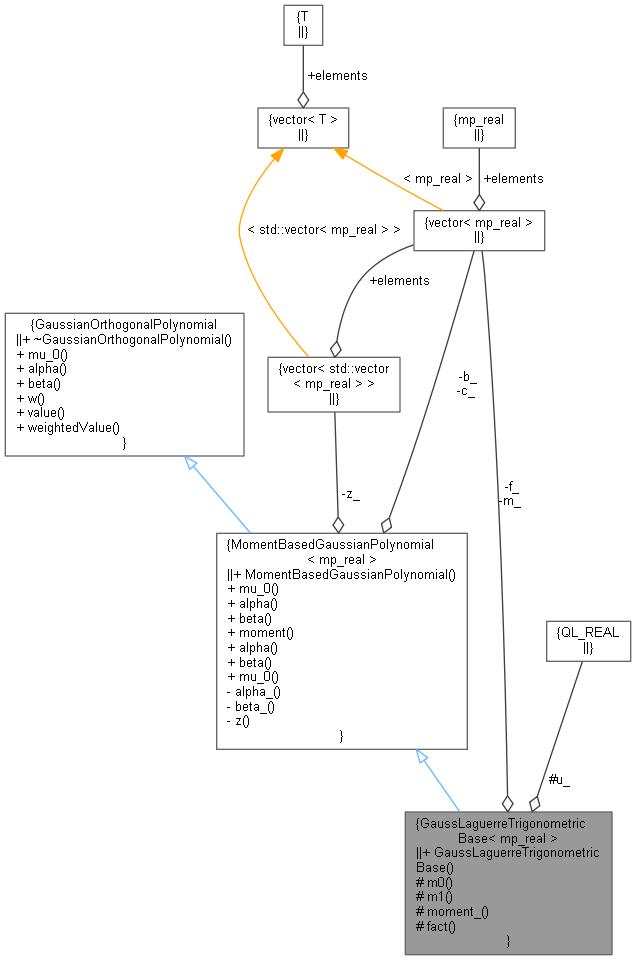 {T
||}
+elements
{vector< T >
||}
{mp_real
||}
< mp_real >
+elements
{vector< mp_real >
||}
< std::vector< mp_real > >
+elements
{GaussianOrthogonalPolynomial
||+ ~GaussianOrthogonalPolynomial()
+ mu_0()
+ alpha()
+ beta()
+ w()
+ value()
+ weightedValue()
}
{vector< std::vector
< mp_real > >
||}
-b_
-c_
-z_
-f_
-m_
{MomentBasedGaussianPolynomial
< mp_real >
||+ MomentBasedGaussianPolynomial()
+ mu_0()
+ alpha()
+ beta()
+ moment()
+ alpha()
+ beta()
+ mu_0()
- alpha_()
- beta_()
- z()
}
{QL_REAL
||}
#u_
{GaussLaguerreTrigonometric
Base< mp_real >
||+ GaussLaguerreTrigonometric
Base()
# m0()
# m1()
# moment_()
# fact()
}